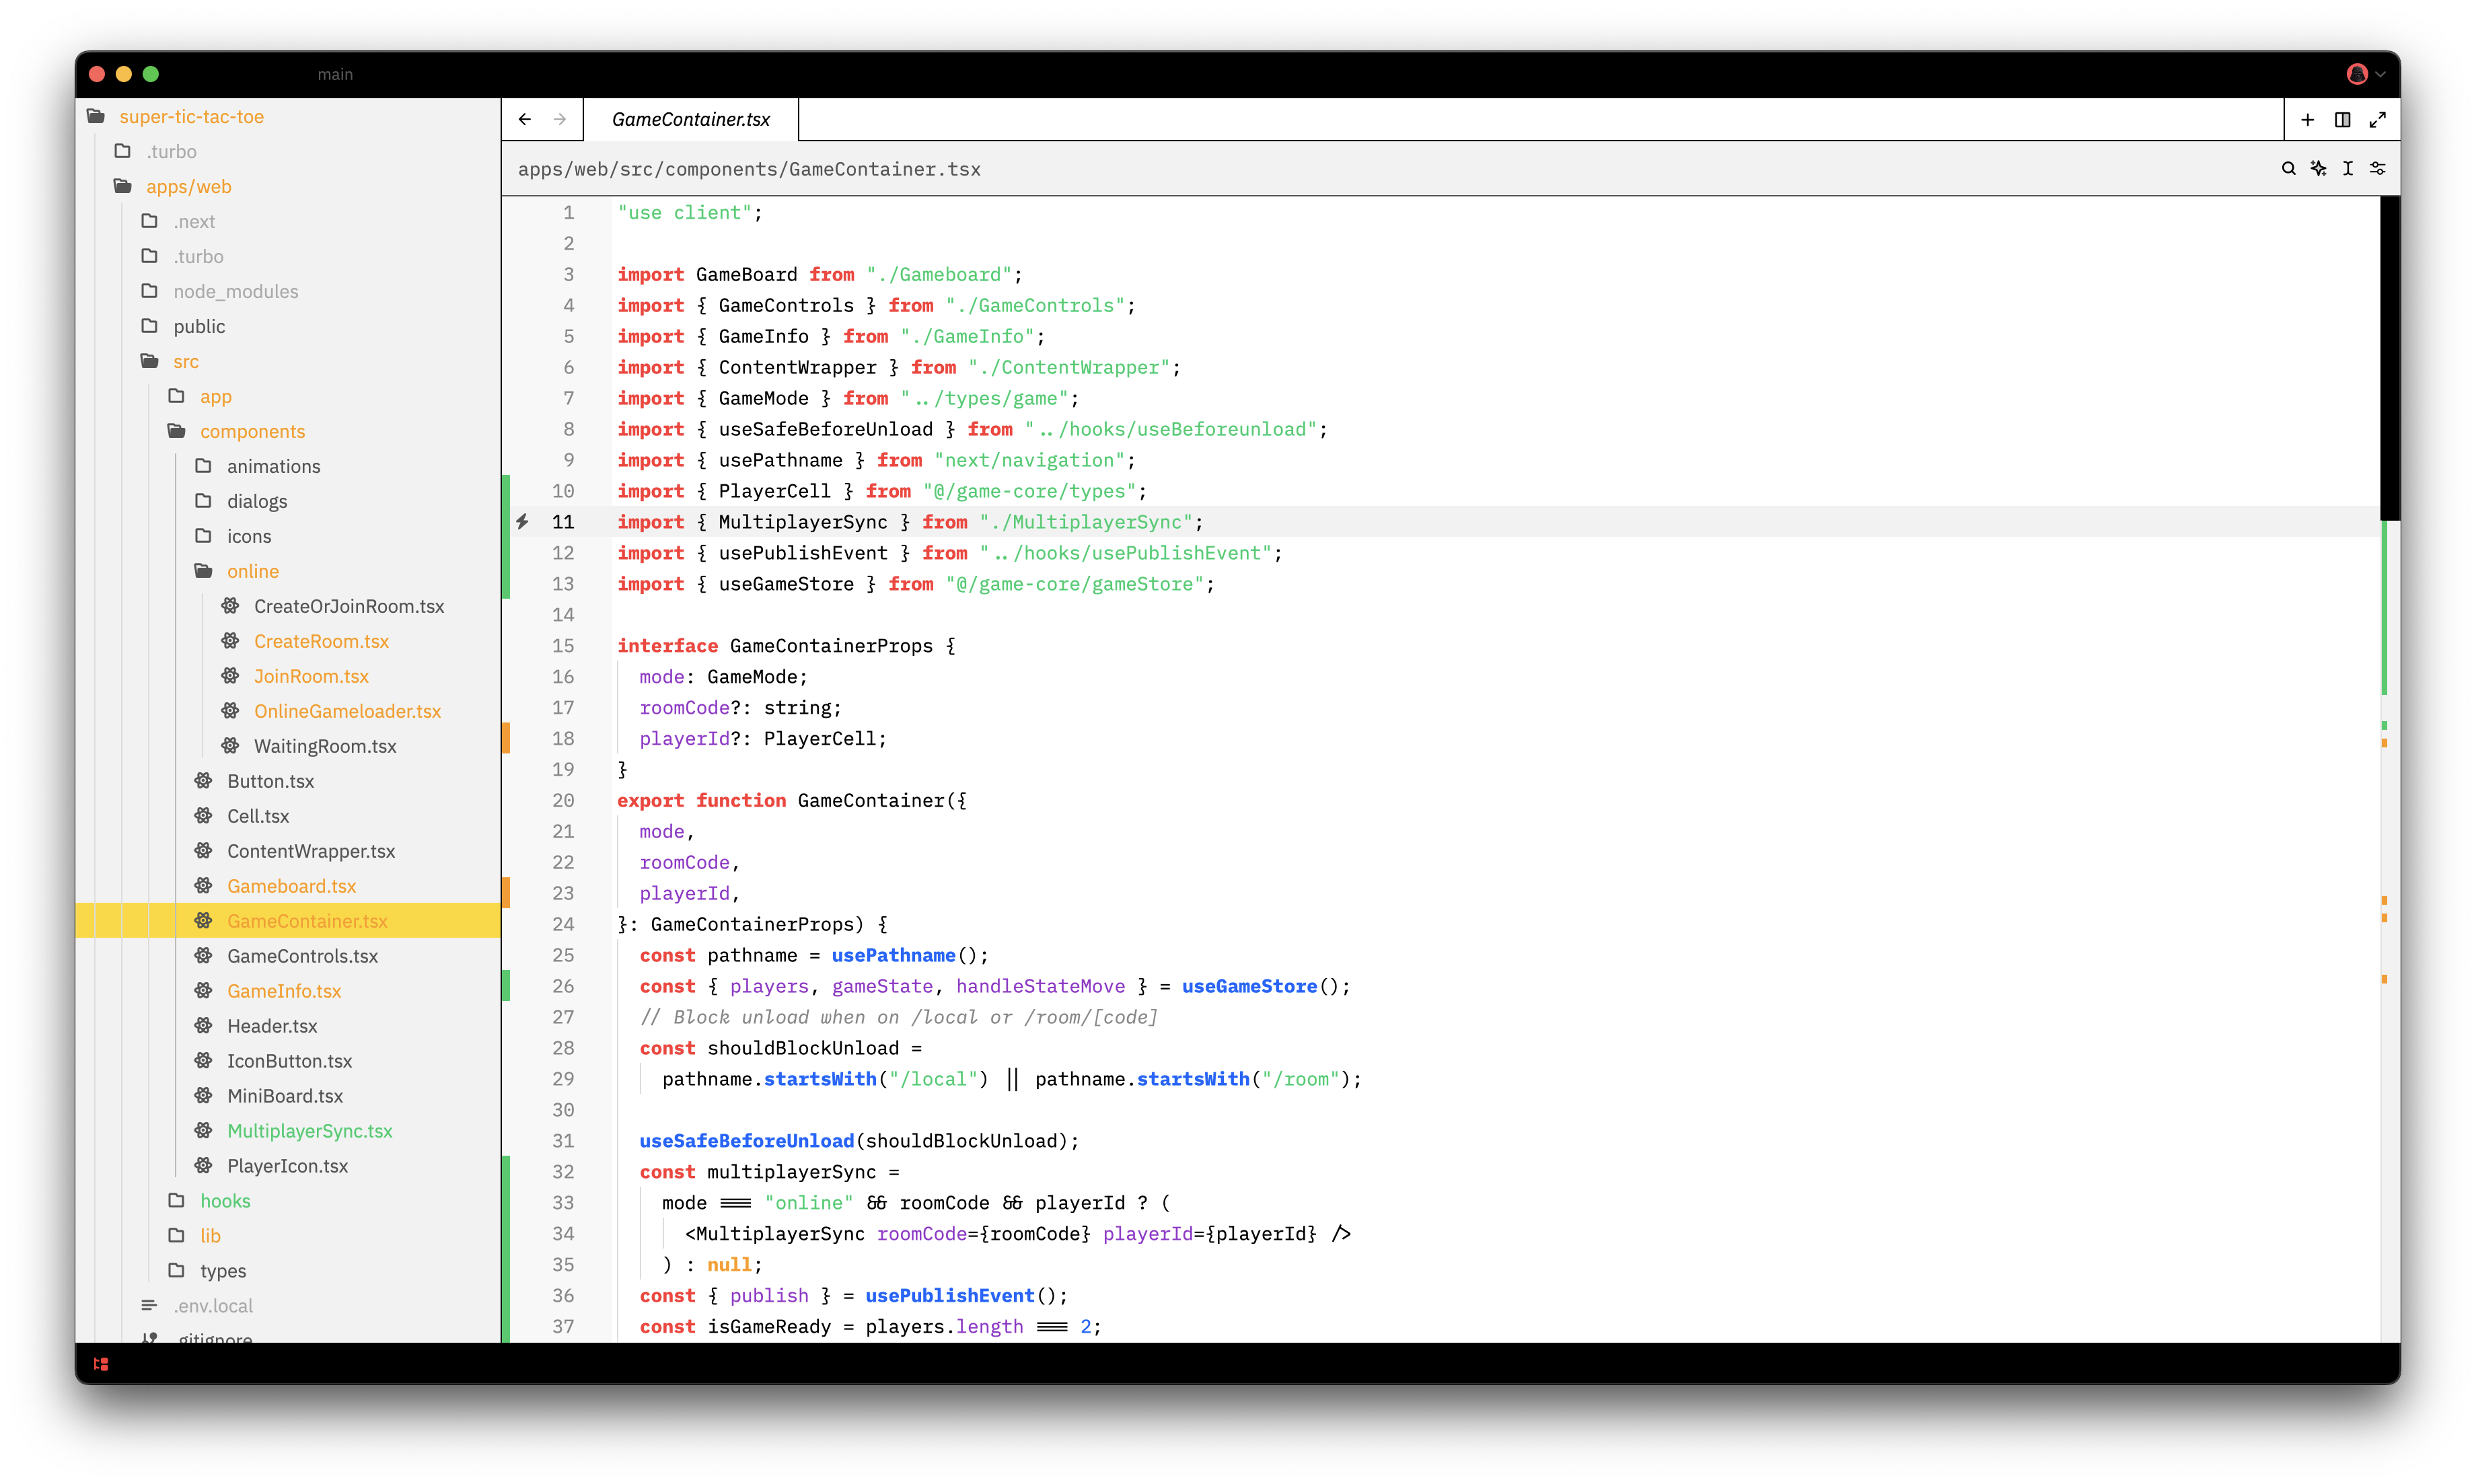 main
super-tic-tac-toe
.turbo
apps/web
.next
.turbo
node_modules
public
src
app
components
animations
dialogs
icons
online
CreateOrJoinRoom.tsx
CreateRoom.tsx
JoinRoom.tsx
OnlineGameloader.tsx
WaitingRoom.tsx
Button.tsx
Cell.tsx
ContentWrapper.tsx
Gameboard.tsx
GameContainer.tsx
GameControls.tsx
GameInfo.tsx
Header.tsx
IconButton.tsx
MiniBoard.tsx
MultiplayerSync.tsx
PlayerIcon.tsx
hooks
lib
types
.env.local
.gitignore
GameContainer.tsx
apps/web/src/components/GameContainer.tsx
1 "use client";
2
3 import GameBoard from "./Gameboard";
4 import { GameControls } from "./GameControls";
5 import { GameInfo } from "./GameInfo";
6 import { ContentWrapper } from "./ContentWrapper";
7 import { GameMode } from "../types/game";
8 import { useSafeBeforeUnload } from "../hooks/useBeforeunload";
9 import { usePathname } from "next/navigation";
10 import { PlayerCell } from "@/game-core/types";
11 import { MultiplayerSync } from "./MultiplayerSync";
12 import { usePublishEvent } from "../hooks/usePublishEvent";
13 import { useGameStore } from "@/game-core/gameStore";
14
15 interface GameContainerProps {
16 mode: GameMode;
17 roomCode?: string;
18 playerId?: PlayerCell;
19 }
20 export function GameContainer({
21 mode,
22 roomCode,
23 playerId,
24 }: GameContainerProps) {
25 const pathname = usePathname();
26 const { players, gameState, handleStateMove } = useGameStore();
27 // Block unload when on /local or /room/[code]
28 const shouldBlockUnload =
29 pathname.startsWith("/local") || pathname.startsWith("/room");
30
31 useSafeBeforeUnload(shouldBlockUnload);
32 const multiplayerSync =
33 mode === "online" && roomCode && playerId ? (
34 <MultiplayerSync roomCode={roomCode} playerId={playerId} />
35 ) : null;
36 const { publish } = usePublishEvent();
37 const isGameReady = players.length === 2;